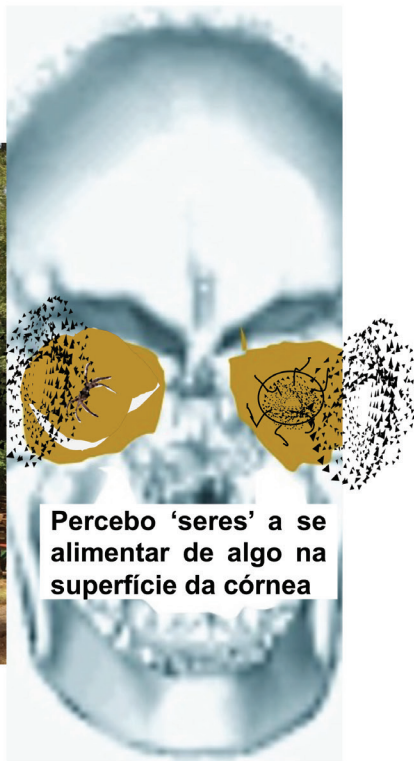 Percebo ‘seres’ a se
alimentar de algo na
superfície da córnea